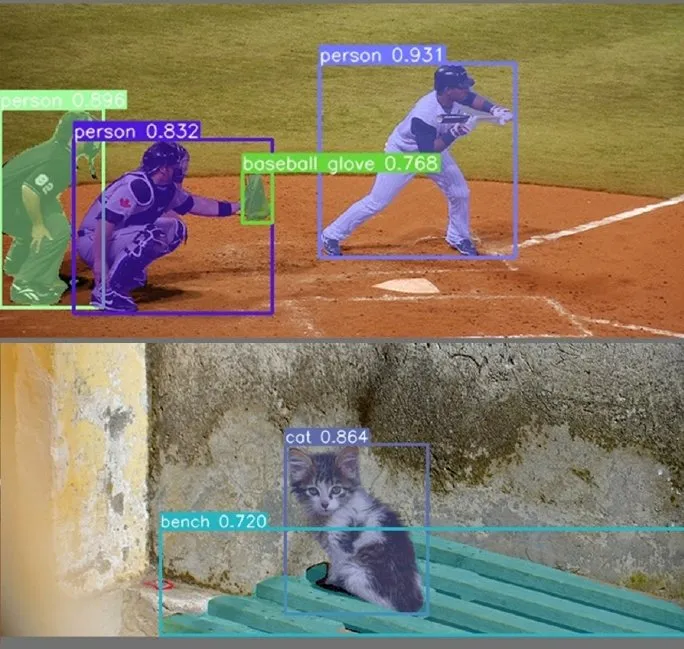 person 0.931
person 0.896
person 0.832
baseball glove 0.768
cat 0.864
bench 0.720